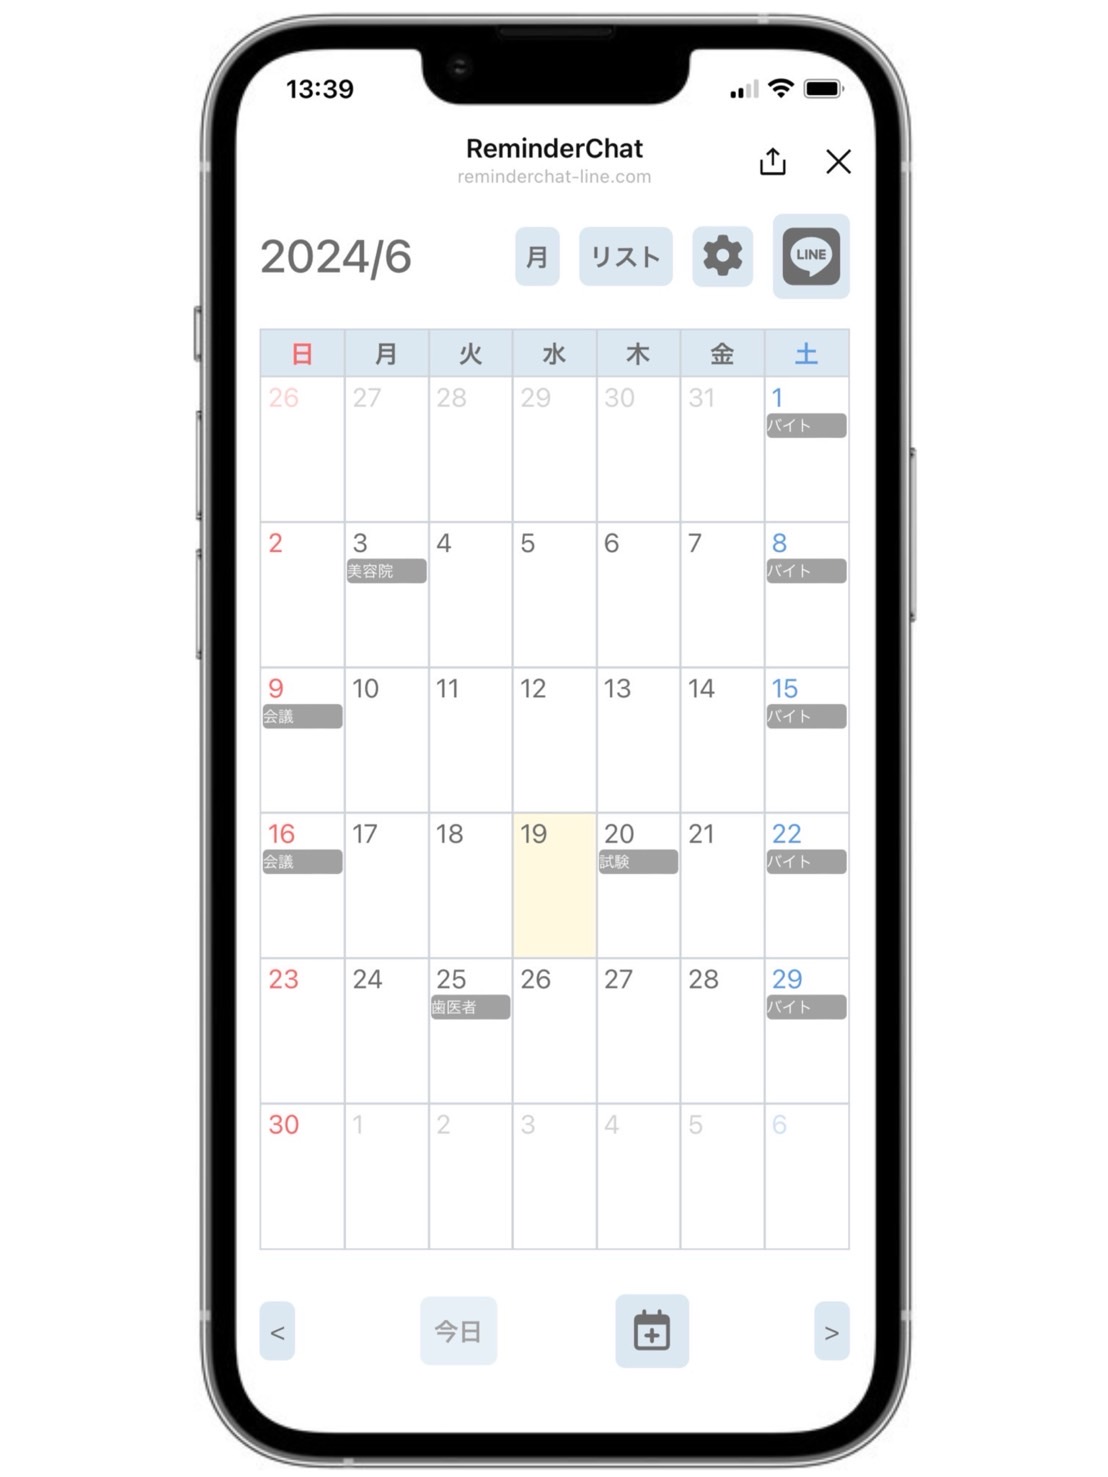 13:39
ReminderChat
reminderchat-line.com
2024/6 月 リスト LINE
日 月 火 水 木 金 土
26 27 28 29 30 31 1
バイト
2 3 4 5 6 7 8
美容院 バイト
9 10 11 12 13 14 15
会議 バイト
16 17 18 19 20 21 22
会議 試験 バイト
23 24 25 26 27 28 29
歯医者 バイト
30 1 2 3 4 5 6
< 今日 >